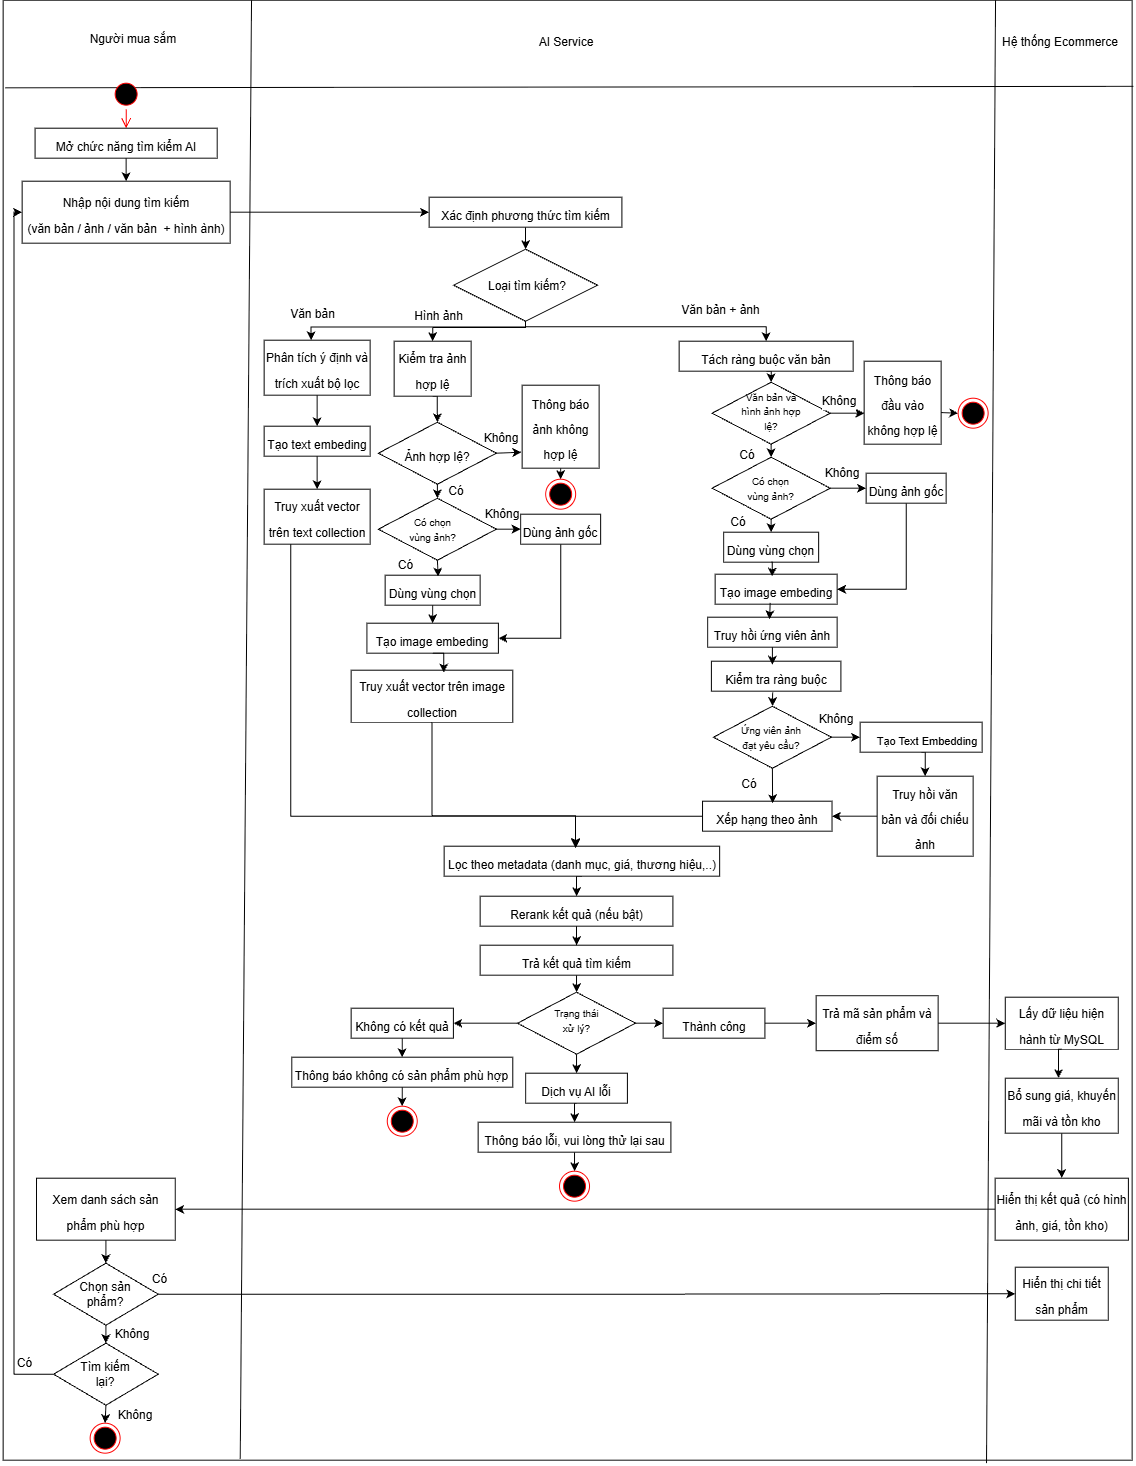 Người mua sắm
AI Service
Hệ thống Ecommerce
Mở chức năng tìm kiểm AI
Nhập nội dung tìm kiếm
(văn bản / ảnh / văn bản + hình ảnh)
Xác định phương thức tìm kiếm
Loại tìm kiếm?
Văn bản
Hình ảnh
Văn bản + ảnh
Phân tích ý định và
trích xuất bộ lọc
Kiểm tra ảnh
hợp lệ
Tách ràng buộc văn bản
Thông báo
đầu vào
không hợp lệ
Văn bản và
hình ảnh hợp
lệ?
Không
Thông báo
ảnh không
hợp lệ
Tạo text embeding
Ảnh hợp lệ?
Không
Có
Có
Có chọn
vùng ảnh?
Không
Dùng ảnh gốc
Truy xuất vector
trên text collection
Có chọn
vùng ảnh?
Không
Dùng ảnh gốc
Có
Dùng vùng chọn
Có
Dùng vùng chọn
Tạo image embeding
Tạo image embeding
Truy hồi ứng viên ảnh
Truy xuất vector trên image
collection
Kiểm tra ràng buộc
Ứng viên ảnh
đạt yêu cầu?
Không
Tạo Text Embedding
Có
Truy hồi văn
bản và đối chiếu
ảnh
Xếp hạng theo ảnh
Lọc theo metadata (danh mục, giá, thương hiệu,..)
Rerank kết quả (nếu bật)
Trả kết quả tìm kiếm
Trạng thái
xử lý?
Không có kết quả
Thành công
Trả mã sản phẩm và
điểm số
Lấy dữ liệu hiện
hành từ MySQL
Thông báo không có sản phẩm phù hợp
Dịch vụ AI lỗi
Bổ sung giá, khuyến
mãi và tồn kho
Thông báo lỗi, vui lòng thử lại sau
Xem danh sách sản
phẩm phù hợp
Hiển thị kết quả (có hình
ảnh, giá, tồn kho)
Chọn sản
phẩm?
Có
Hiển thị chi tiết
sản phẩm
Không
Tìm kiếm
lại?
Có
Không